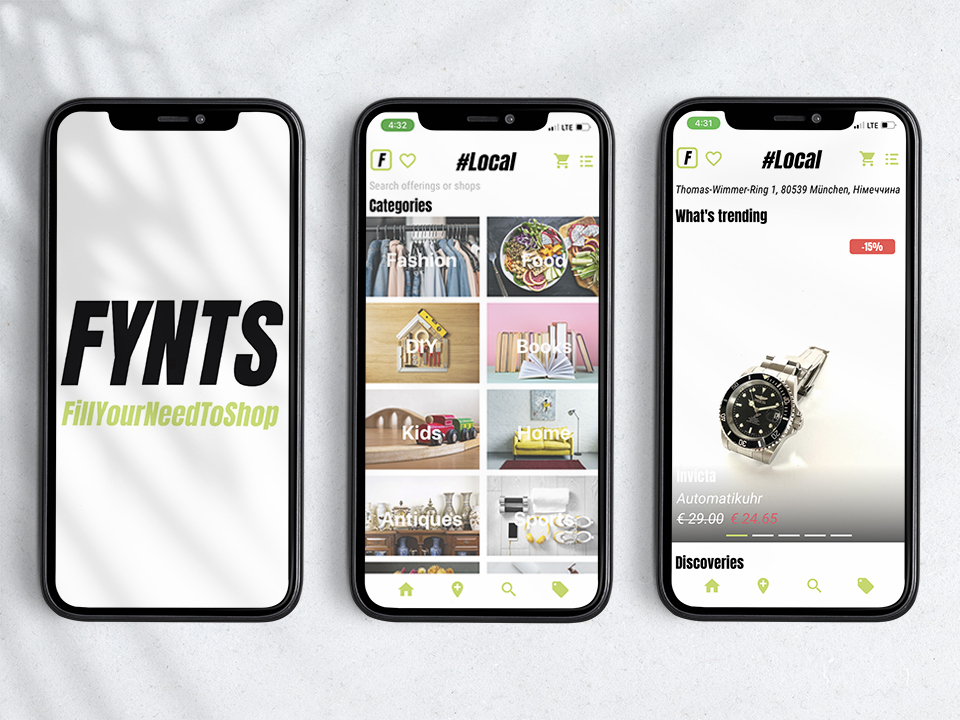 FYNTS
FillYourNeedToShop
4:32
LTE
F
#Local
Search offerings or shops
Categories
Fashion
Food
DIY
Books
Kids
Home
Antiques
Sports
4:31
LTE
F
#Local
Thomas-Wimmer-Ring 1, 80539 München, Німеччина
What's trending
-15%
Invicta
Automatikuhr
€ 29.00 € 24.65
Discoveries